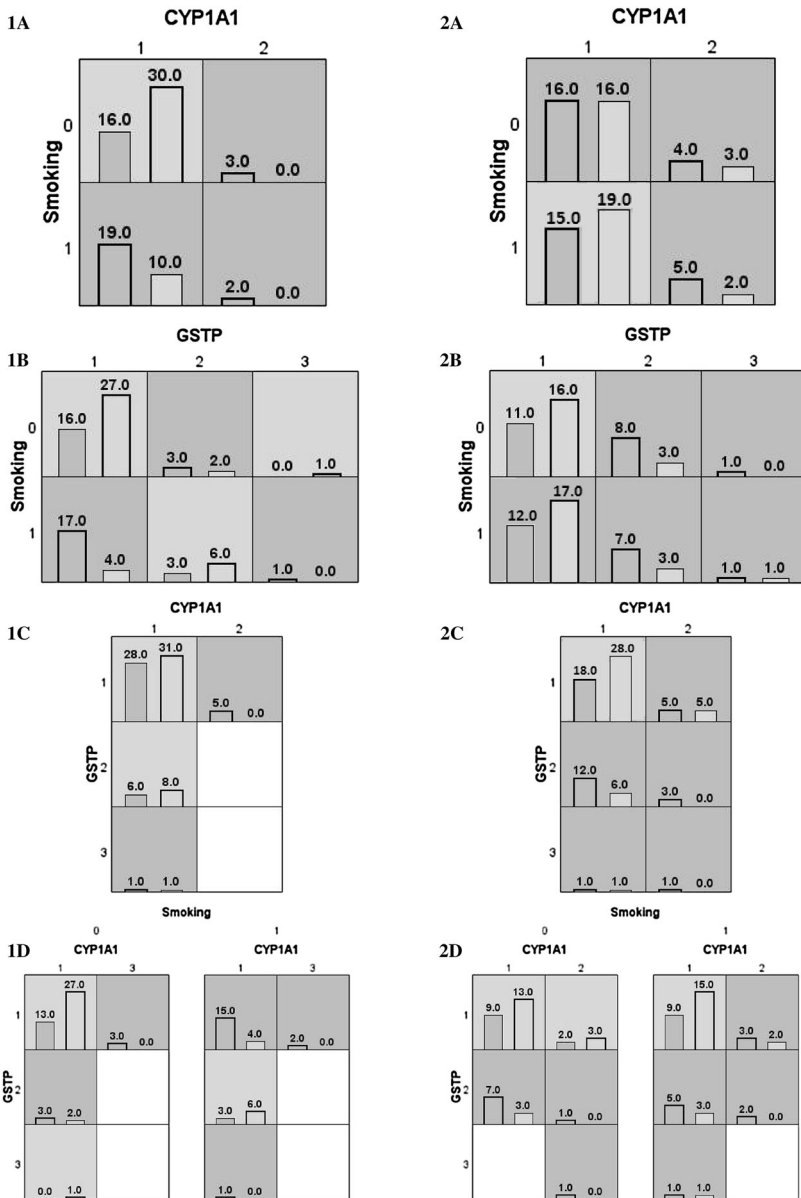 1A CYP1A1
1 2
30.0
16.0
0 3.0 0.0
Smoking
19.0
10.0
1 2.0 0.0
2A CYP1A1
1 2
16.0 16.0
0 4.0 3.0
Smoking
15.0 19.0
1 5.0 2.0
1B GSTP
1 2 3
27.0
16.0
0 3.0 2.0 0.0 1.0
Smoking
17.0
1 4.0 3.0 6.0 1.0 0.0
2B GSTP
1 2 3
11.0 16.0
0 8.0 3.0 1.0 0.0
Smoking
12.0 17.0
1 7.0 3.0 1.0 1.0
1C CYP1A1
1 2
28.0 31.0
1 5.0 0.0
GSTP
2 6.0 8.0
3
1.0 1.0
2C CYP1A1
1 2
18.0 28.0
1 5.0 5.0
GSTP
2 12.0 6.0 3.0 0.0
3
1.0 1.0 1.0 0.0
1D Smoking
0 1
CYP1A1 CYP1A1
1 3 1 3
13.0 27.0 15.0
1 3.0 0.0 4.0 2.0 0.0
GSTP
2 3.0 2.0 3.0 6.0
3
0.0 1.0 1.0 0.0
2D Smoking
0 1
CYP1A1 CYP1A1
1 2 1 2
9.0 13.0 9.0 15.0
1 2.0 3.0 3.0 2.0
GSTP
2 7.0 3.0 1.0 0.0 5.0 3.0 2.0 0.0
3
1.0 0.0 1.0 1.0